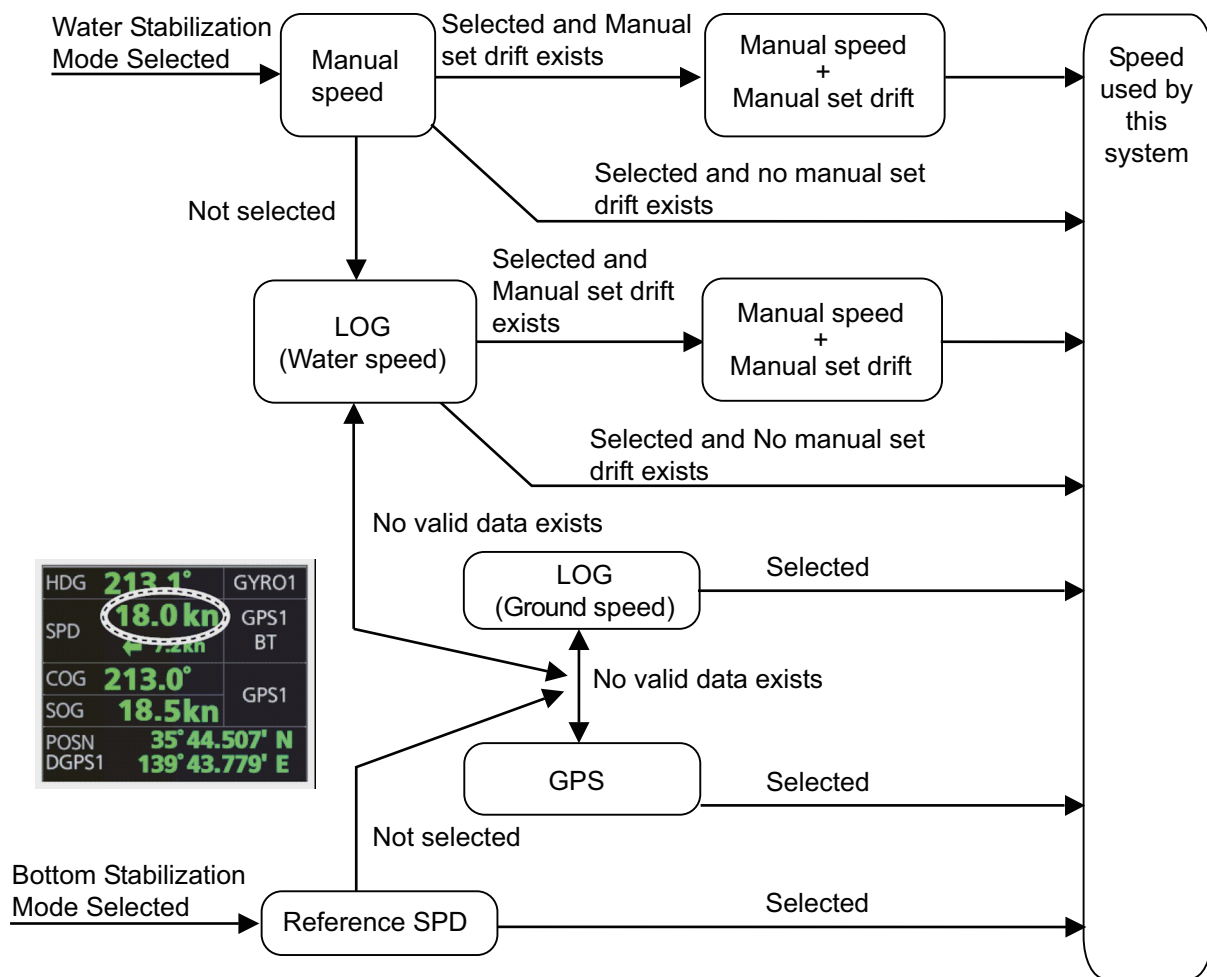 Water Stabilization
Mode Selected
Manual
speed
Selected and Manual
set drift exists
Manual speed
+
Manual set drift
Speed
used by
this
system
Selected and no manual set
drift exists
Not selected
Selected and
Manual set drift
exists
LOG
(Water speed)
Manual speed
+
Manual set drift
Selected and No manual set
drift exists
No valid data exists
LOG
(Ground speed)
Selected
HDG 213.1° GYRO1
SPD 18.0 kn GPS1
7.2kn BT
COG 213.0° GPS1
SOG 18.5kn
POSN 35°44.507' N
DGPS1 139°43.779' E
No valid data exists
GPS
Selected
Not selected
Bottom Stabilization
Mode Selected
Reference SPD
Selected